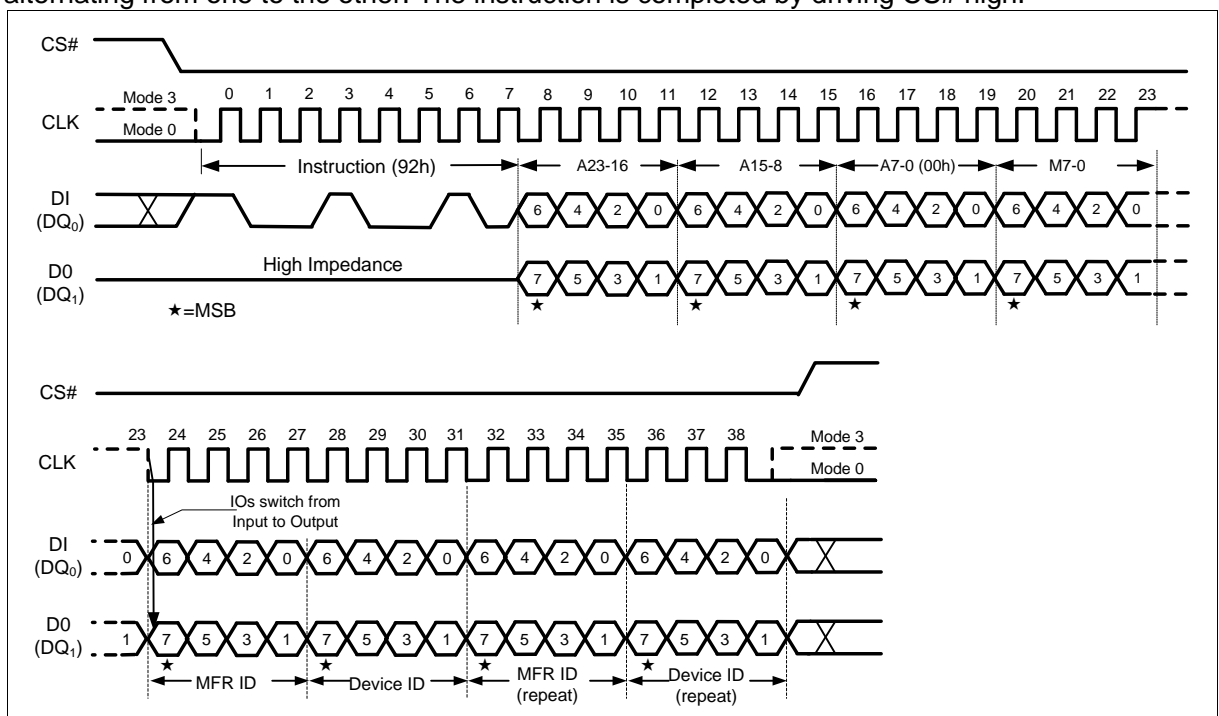 alternating from one to the other. The instruction is completed by driving CS# high.
CS#
Mode 3 0 1 2 3 4 5 6 7 8 9 10 11 12 13 14 15 16 17 18 19 20 21 22 23
CLK
Mode 0
Instruction (92h) A23-16 A15-8 A7-0 (00h) M7-0
DI
(DQ0)
6 4 2 0 6 4 2 0 6 4 2 0 6 4 2 0
High Impedance
D0
(DQ1)
7 5 3 1 7 5 3 1 7 5 3 1 7 5 3 1
★ ★ ★ ★
★=MSB
CS#
23 24 25 26 27 28 29 30 31 32 33 34 35 36 37 38 Mode 3
CLK
Mode 0
IOs switch from
Input to Output
DI
(DQ0)
0 6 4 2 0 6 4 2 0 6 4 2 0 6 4 2 0
D0
(DQ1)
1 7 5 3 1 7 5 3 1 7 5 3 1 7 5 3 1
★ ★ ★ ★
MFR ID Device ID MFR ID Device ID
(repeat) (repeat)